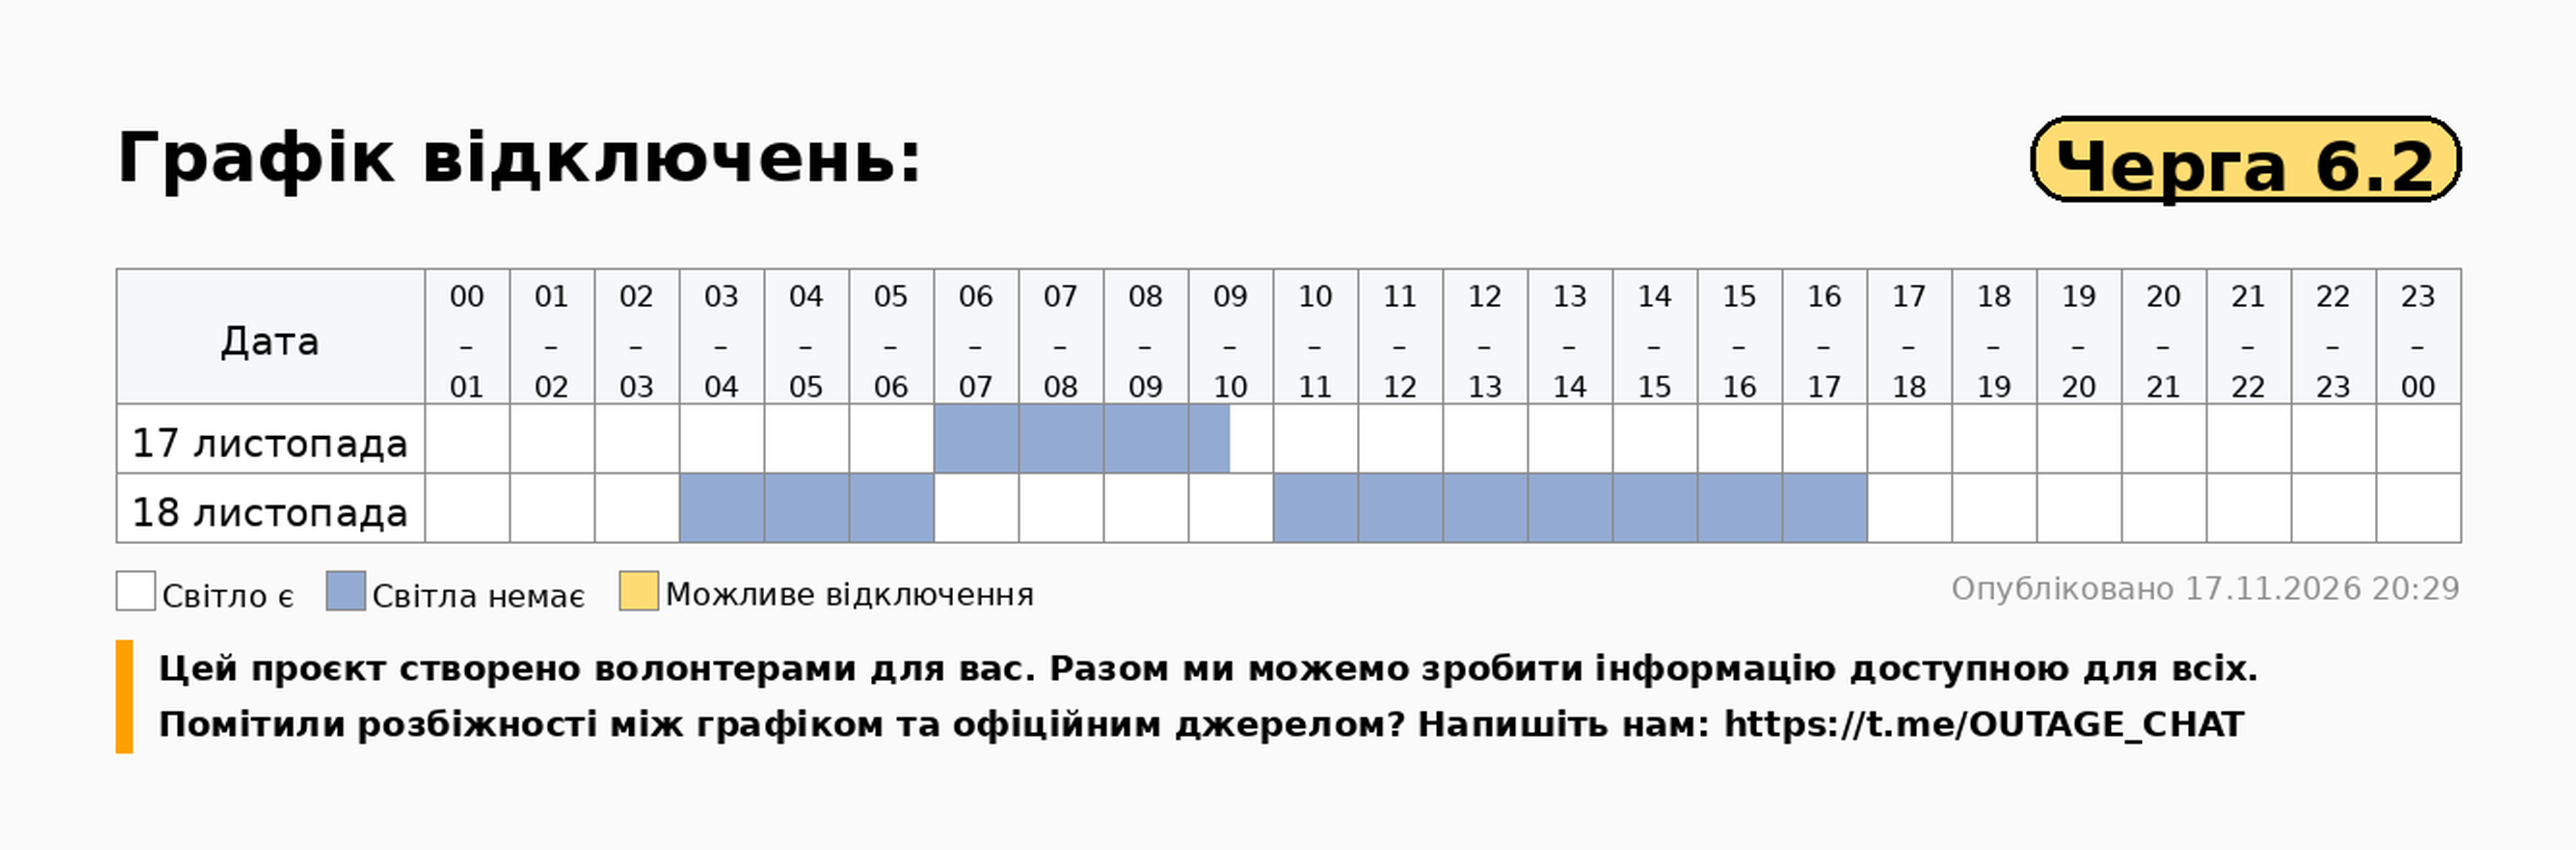 Графік відключень:
Черга 6.2
Дата
00 – 01
01 – 02
02 – 03
03 – 04
04 – 05
05 – 06
06 – 07
07 – 08
08 – 09
09 – 10
10 – 11
11 – 12
12 – 13
13 – 14
14 – 15
15 – 16
16 – 17
17 – 18
18 – 19
19 – 20
20 – 21
21 – 22
22 – 23
23 – 00
17 листопада
18 листопада
Світло є
Світла немає
Можливе відключення
Опубліковано 17.11.2026 20:29
Цей проєкт створено волонтерами для вас. Разом ми можемо зробити інформацію доступною для всіх.
Помітили розбіжності між графіком та офіційним джерелом? Напишіть нам: https://t.me/OUTAGE_CHAT